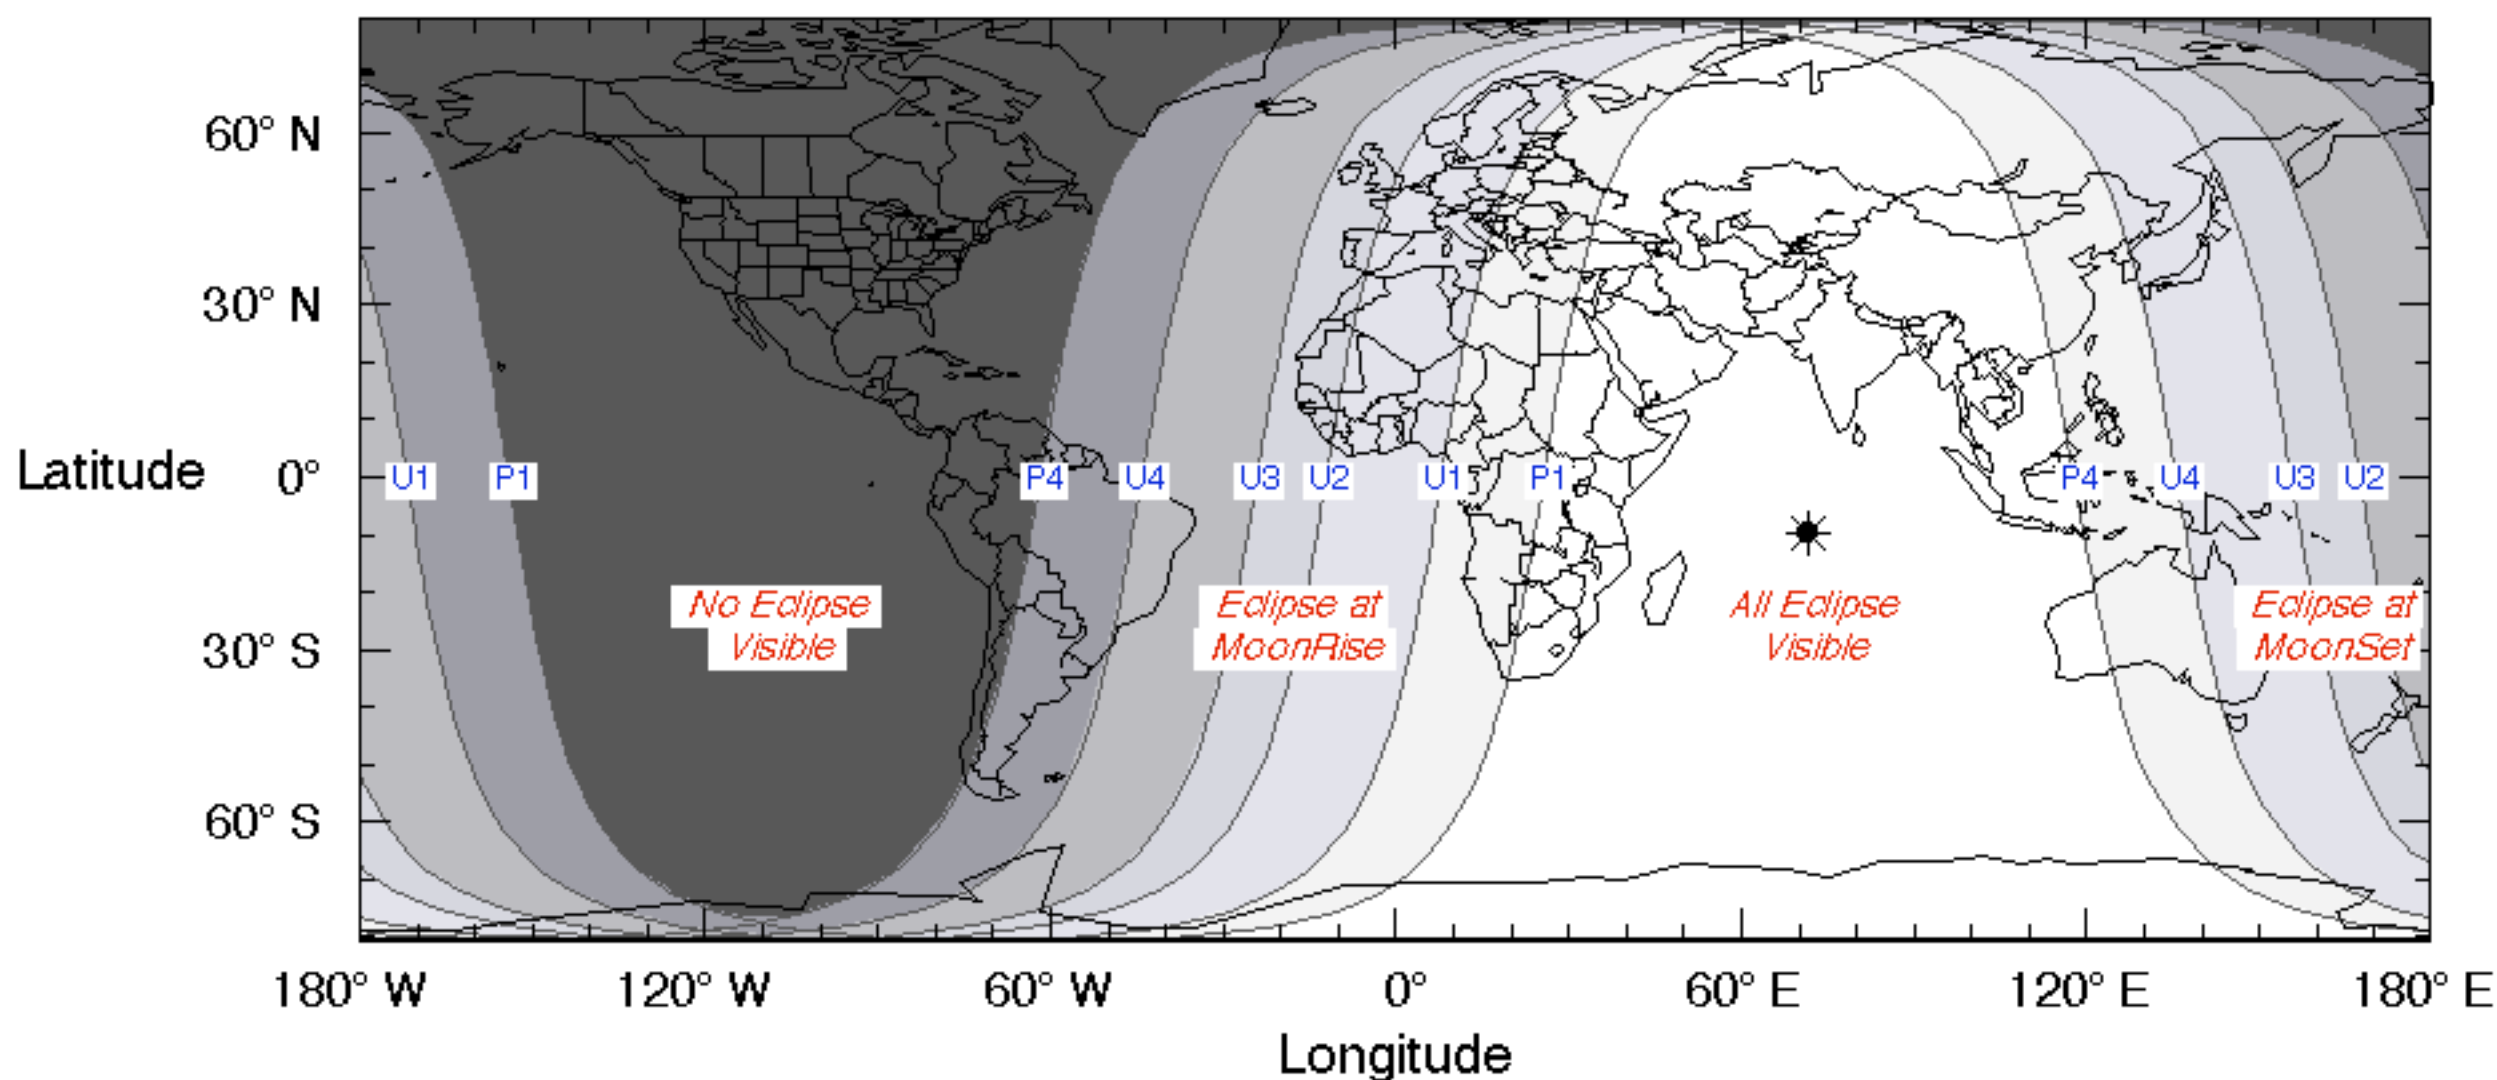 60° N
30° N
Latitude 0°
U1 P1 P4 U4 U3 U2 U1 P1 P4 U4 U3 U2
No Eclipse
Visible
Eclipse at
MoonRise
All Eclipse
Visible
Eclipse at
MoonSet
30° S
60° S
180° W 120° W 60° W 0° 60° E 120° E 180° E
Longitude